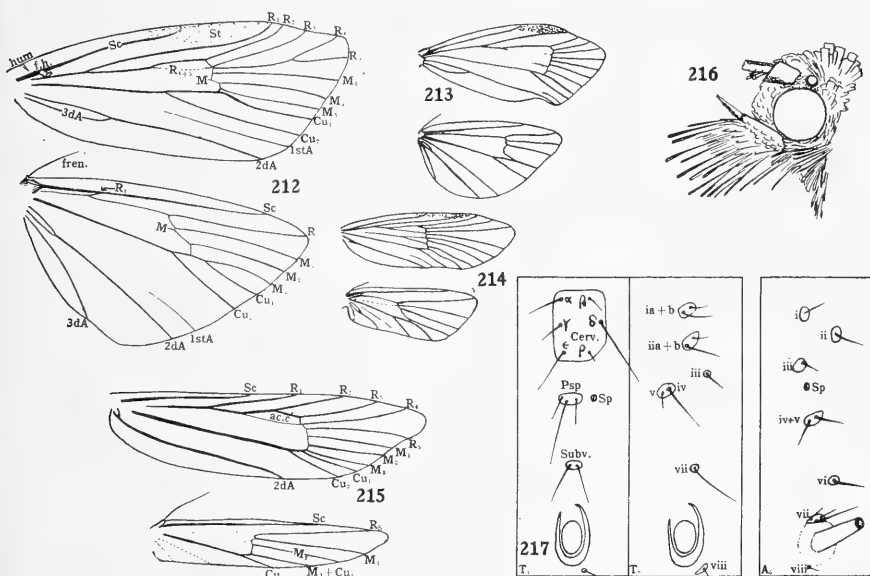 hum
f.h.
Sc
St
R₁
R₂
R₃
R₄
R₅
R₄₊₅
M
M₁
M₂
M₃
Cu₁
Cu₂
1stA
2dA
3dA
212
fren.
R₁
Sc
R
M
M₁
M₂
M₃
Cu₁
Cu₂
1stA
2dA
3dA
213
214
216
Sc
R₁
R₂
R₃
R₄
ac.c
R₅
M₁
M₂
M₃
Cu₁
Cu₂
2dA
215
Sc
R₅
M₁
M₂
M₃ + Cu₁
Cu
α
β
γ
δ
Cerv.
ε
ρ
Psp
Sp
Subv.
217
T₁
ia + b
iia + b
iii
iv
v
vii
viii
T₂
i
ii
iii
Sp
iv+v
vi
vii
viii